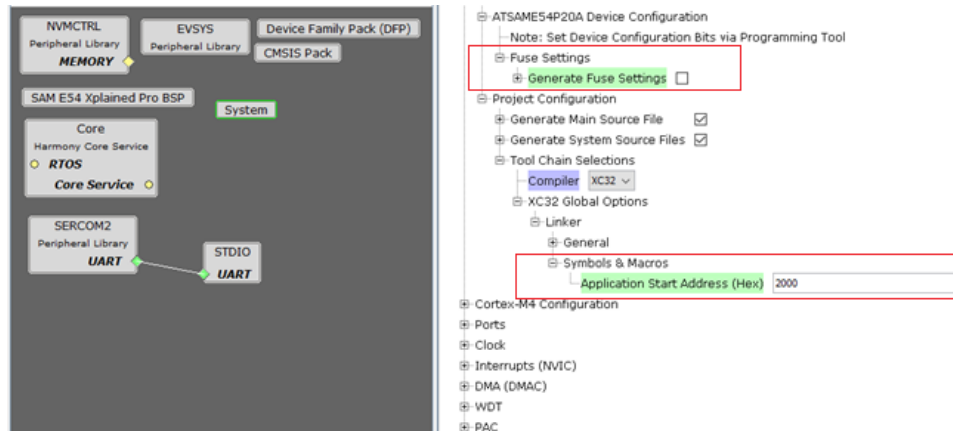 NVMCTRL
Peripheral Library
MEMORY
EVSYS
Peripheral Library
Device Family Pack (DFP)
CMSIS Pack
SAM E54 Xplained Pro BSP
System
Core
Harmony Core Service
RTOS
Core Service
SERCOM2
Peripheral Library
UART
STDIO
UART
ATSAME54P20A Device Configuration
Note: Set Device Configuration Bits via Programming Tool
Fuse Settings
Generate Fuse Settings
Project Configuration
Generate Main Source File
Generate System Source Files
Tool Chain Selections
Compiler XC32
XC32 Global Options
Linker
General
Symbols & Macros
Application Start Address (Hex) 2000
Cortex-M4 Configuration
Ports
Clock
Interrupts (NVIC)
DMA (DMAC)
WDT
PAC